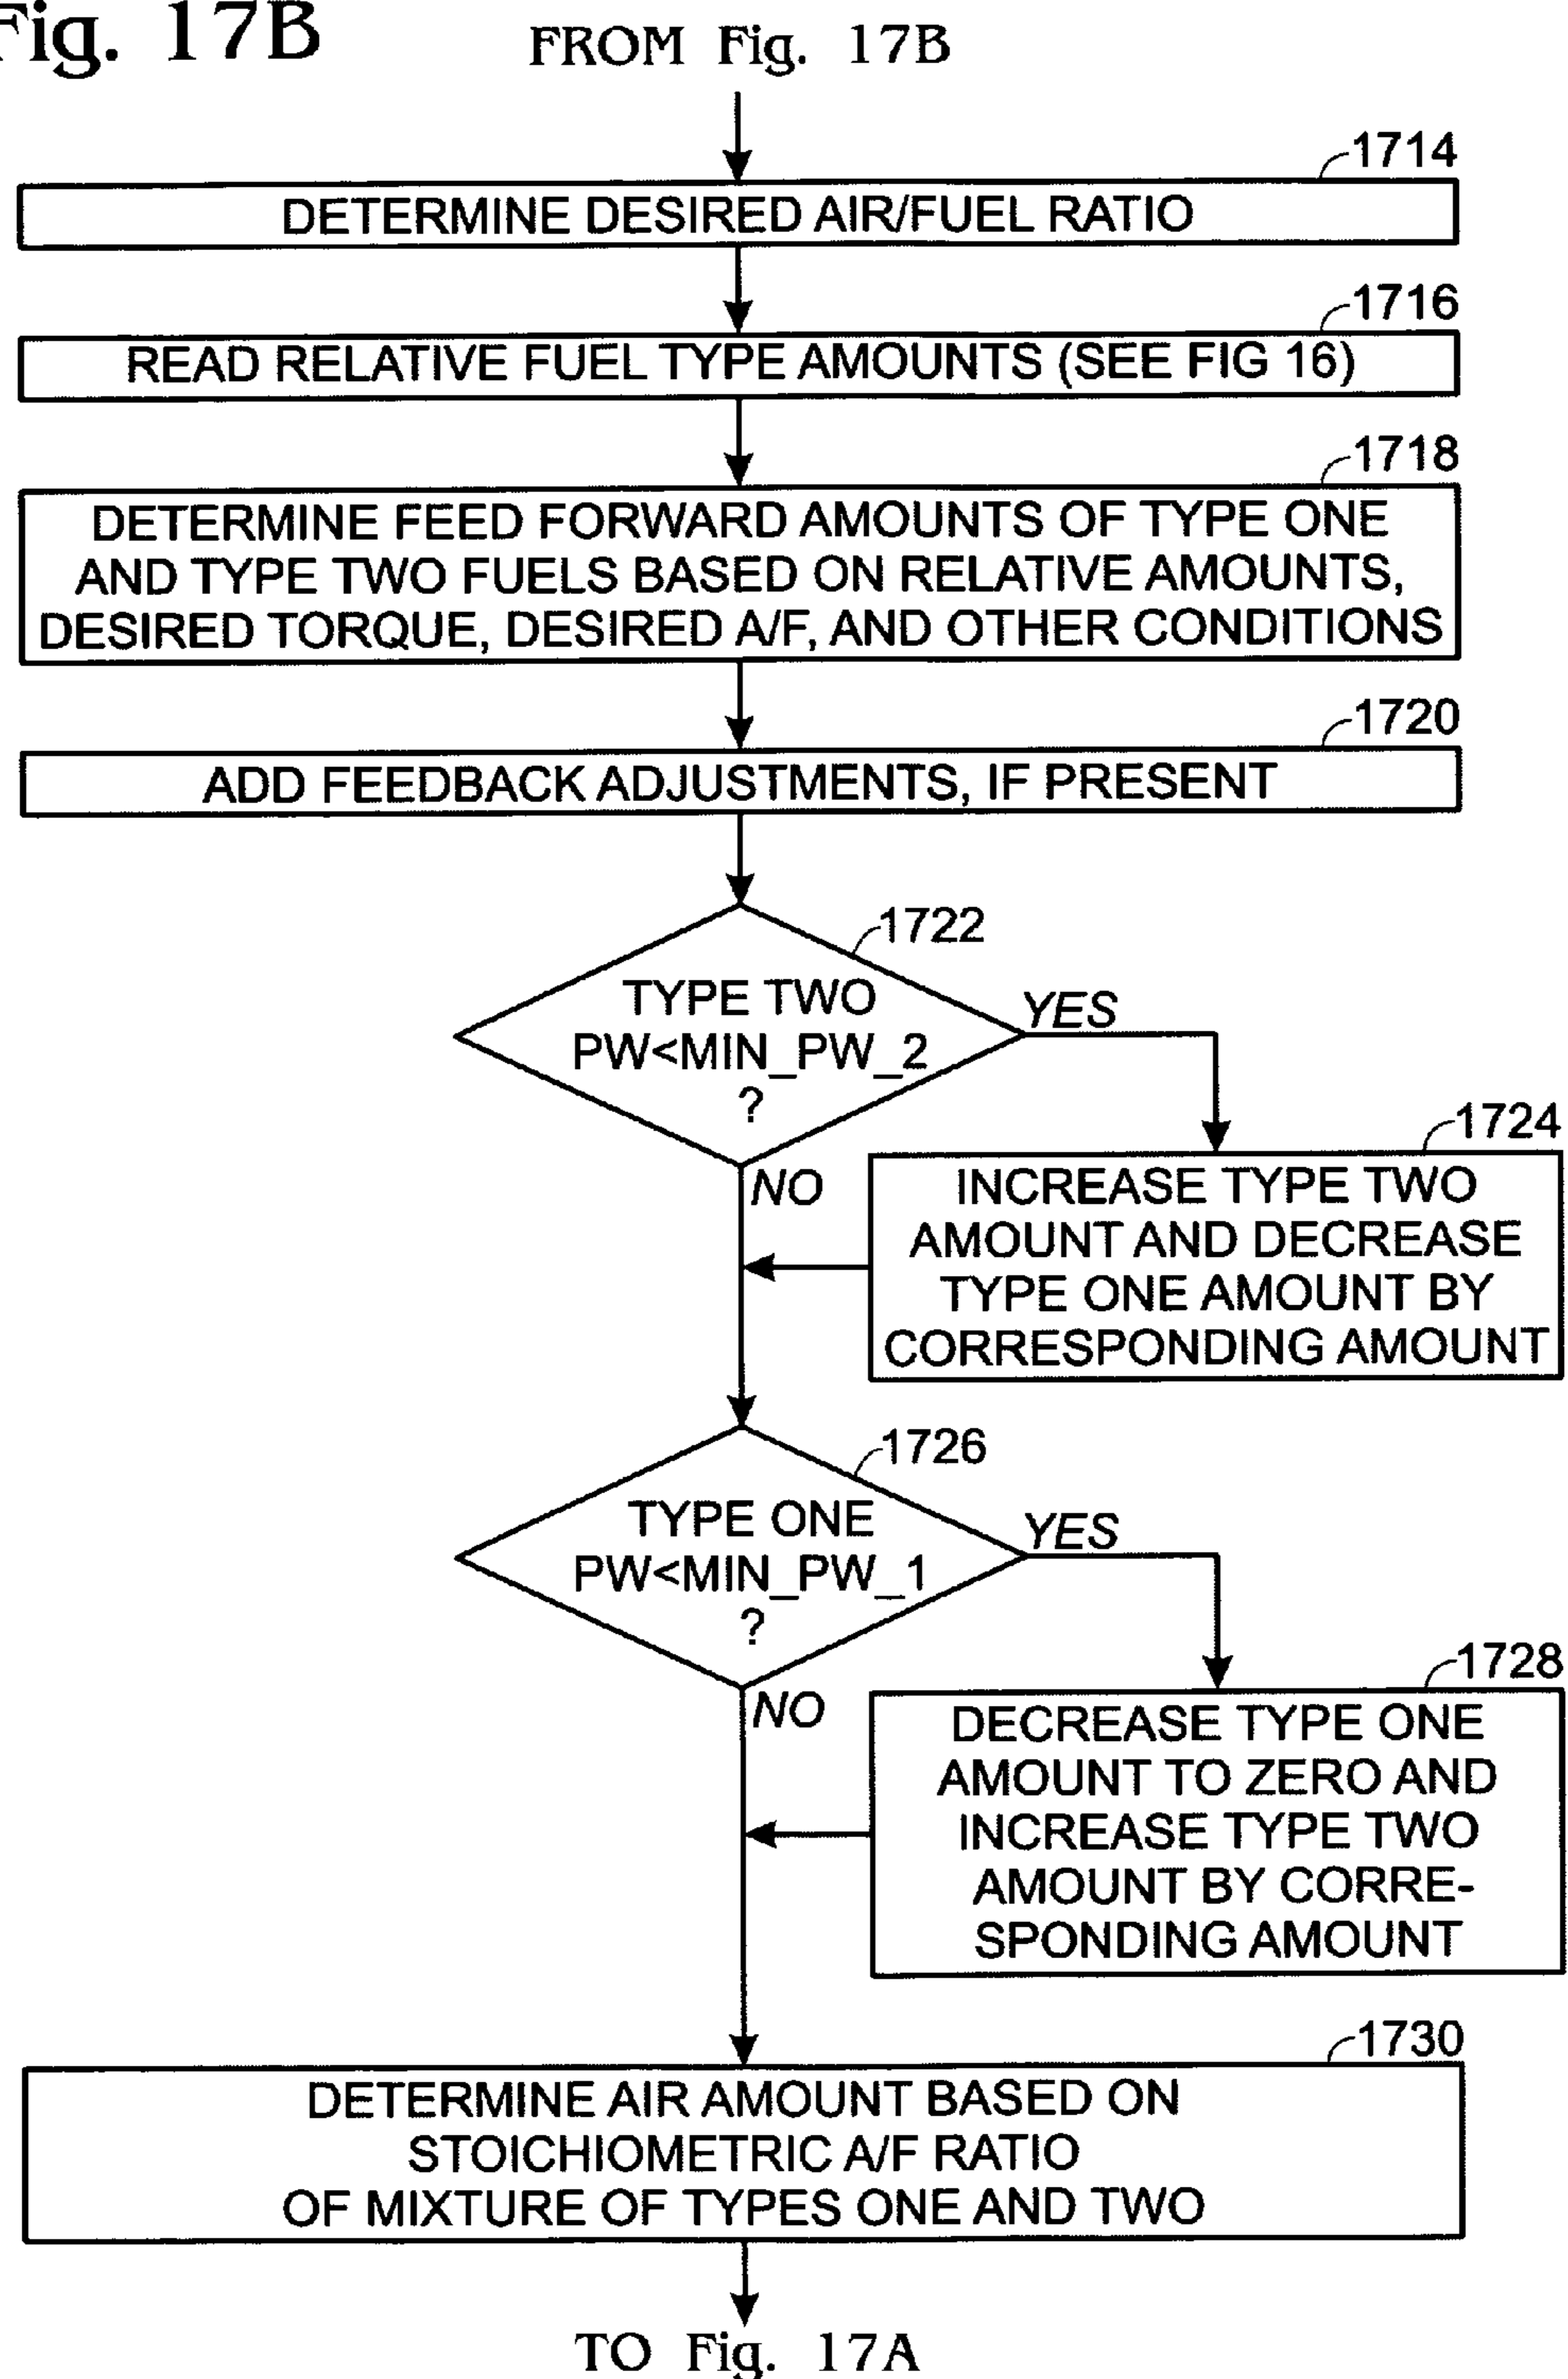 Fig. 17B
FROM Fig. 17B
1714
DETERMINE DESIRED AIR/FUEL RATIO
1716
READ RELATIVE FUEL TYPE AMOUNTS (SEE FIG 16)
1718
DETERMINE FEED FORWARD AMOUNTS OF TYPE ONE
AND TYPE TWO FUELS BASED ON RELATIVE AMOUNTS,
DESIRED TORQUE, DESIRED A/F, AND OTHER CONDITIONS
1720
ADD FEEDBACK ADJUSTMENTS, IF PRESENT
1722
TYPE TWO
PW<MIN_PW_2
?
YES
NO
1724
INCREASE TYPE TWO
AMOUNT AND DECREASE
TYPE ONE AMOUNT BY
CORRESPONDING AMOUNT
1726
TYPE ONE
PW<MIN_PW_1
?
YES
NO
1728
DECREASE TYPE ONE
AMOUNT TO ZERO AND
INCREASE TYPE TWO
AMOUNT BY CORRE-
SPONDING AMOUNT
1730
DETERMINE AIR AMOUNT BASED ON
STOICHIOMETRIC A/F RATIO
OF MIXTURE OF TYPES ONE AND TWO
TO Fig. 17A